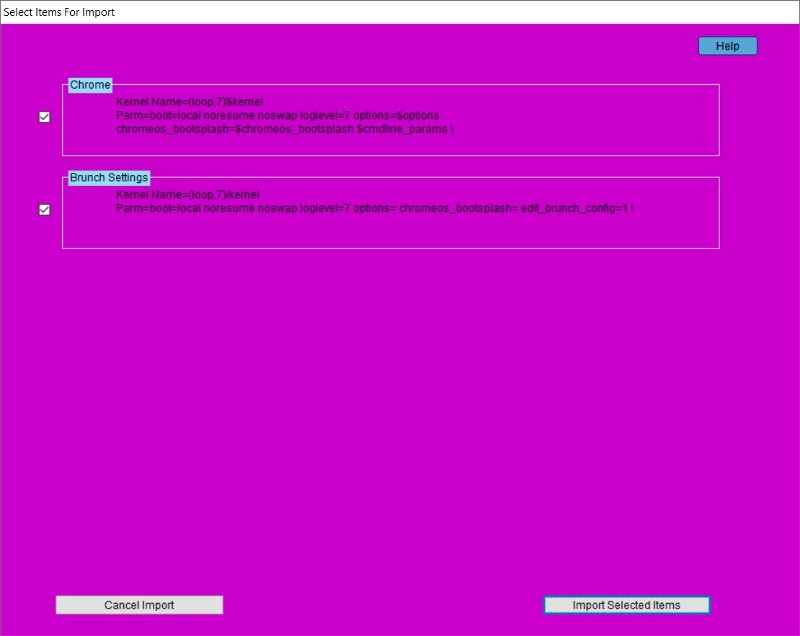 Select Items For Import
Help
Chrome
Kernel Name=(loop,7)$kernel
Parm=boot=local noresume noswap loglevel=7 options=$options
chromeos_bootsplash=$chromeos_bootsplash $cmdline_params \
Brunch Settings
Kernel Name=(loop,7)/kernel
Parm=boot=local noresume noswap loglevel=7 options= chromeos_bootsplash= edit_brunch_config=1 \
Cancel Import
Import Selected Items